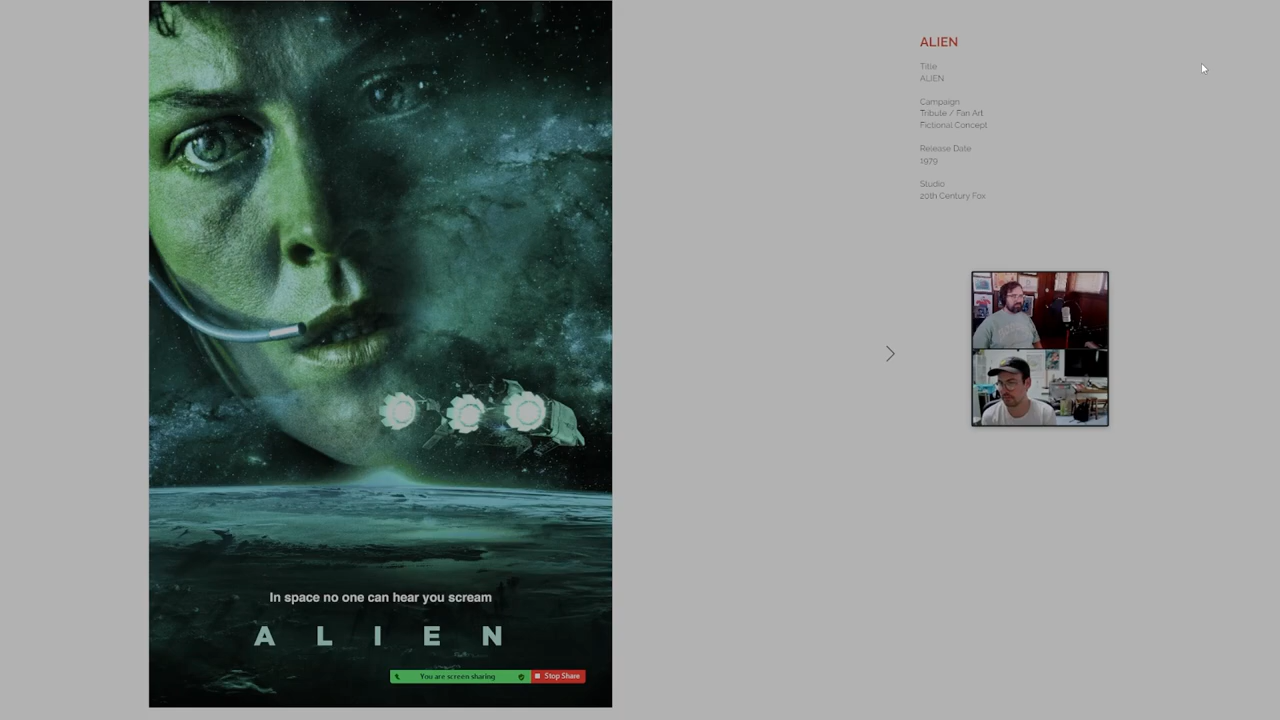 In space no one can hear you scream
A L I E N
You are screen sharing
Stop Share
ALIEN
Title
ALIEN
Campaign
Tribute / Fan Art
Fictional Concept
Release Date
1979
Studio
20th Century Fox